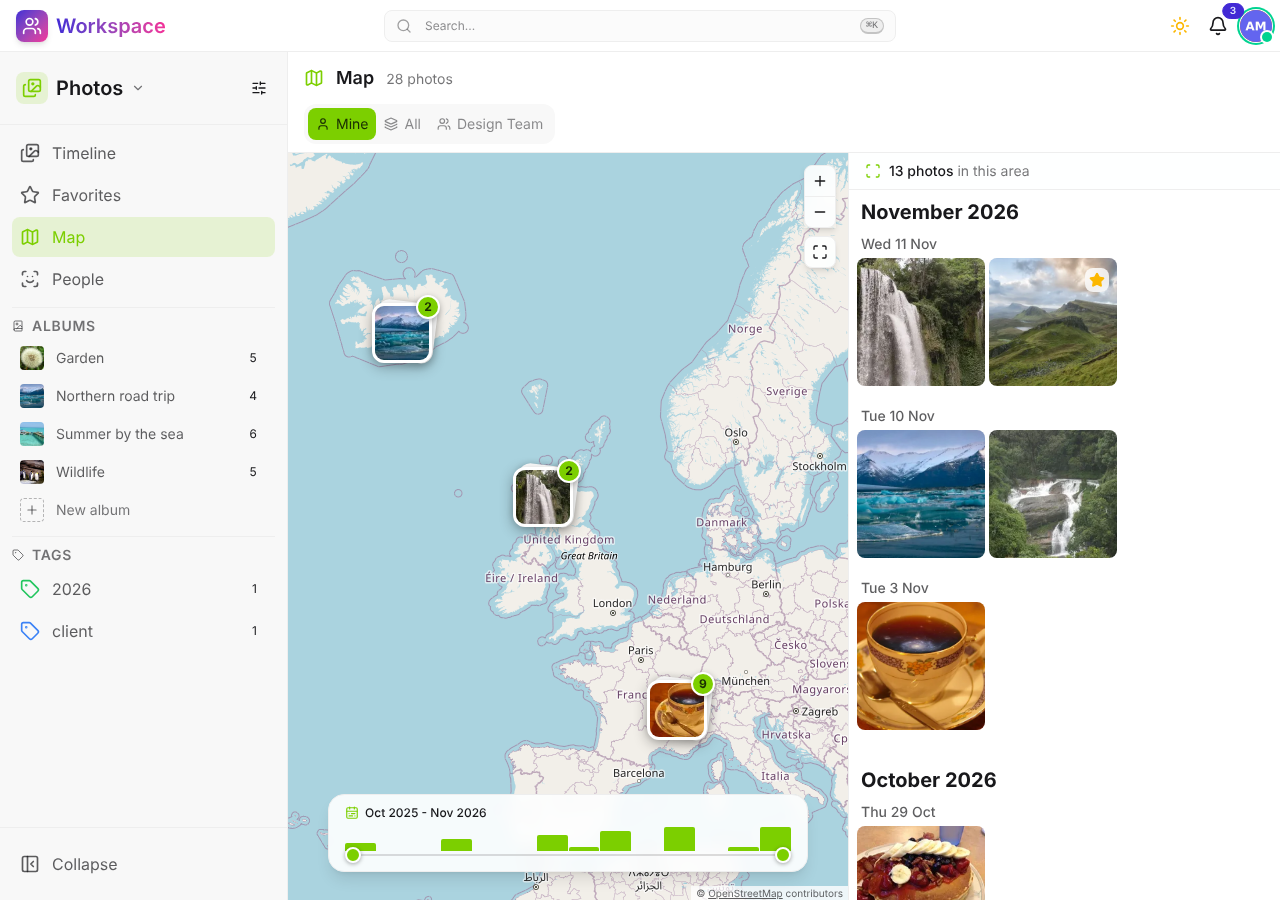 Workspace
Search...
⌘K
3
AM
Photos
Map
28 photos
Mine
All
Design Team
Timeline
Favorites
Map
People
ALBUMS
Garden 5
Northern road trip 4
Summer by the sea 6
Wildlife 5
New album
TAGS
2026 1
client 1
Collapse
+
−
2
Norge
Sverige
Oslo
Stockholm
2
Danmark
United Kingdom
Great Britain
Éire / Ireland
Hamburg
Berlin
London
Nederland
Polska
Deutschland
Paris
Česko
Slovens
9
München
Franc
Magyarors
Zagreb
Hrvatska
Barcelona
Italia
Oct 2025 - Nov 2026
الرباط
الجزائر
© OpenStreetMap contributors
13 photos in this area
November 2026
Wed 11 Nov
Tue 10 Nov
Tue 3 Nov
October 2026
Thu 29 Oct